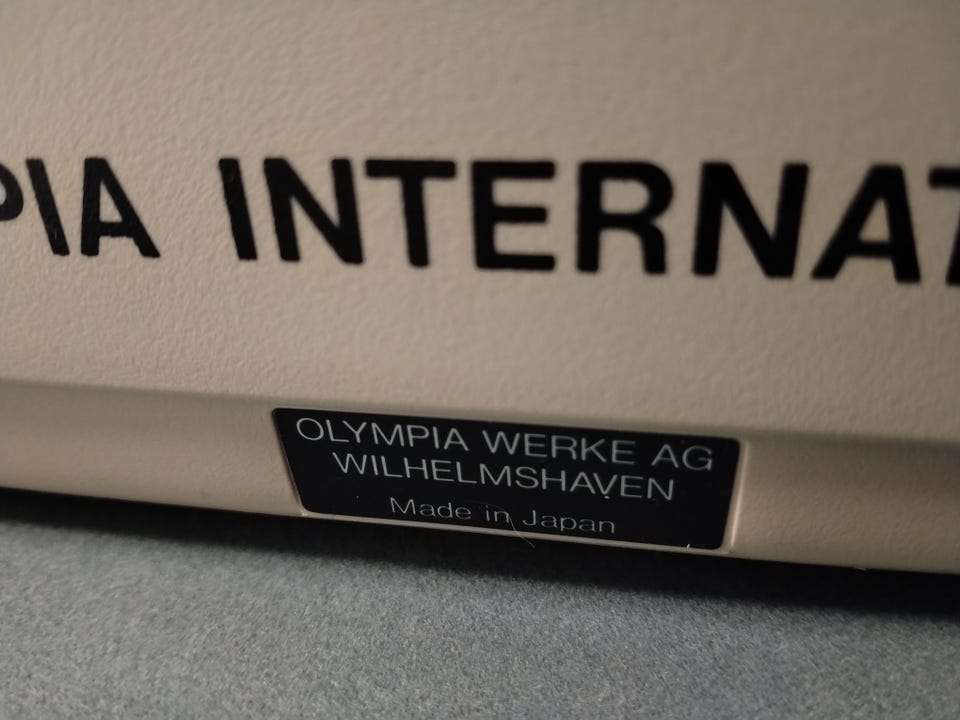 PIA INTERNAT
OLYMPIA WERKE AG
WILHELMSHAVEN
Made in Japan